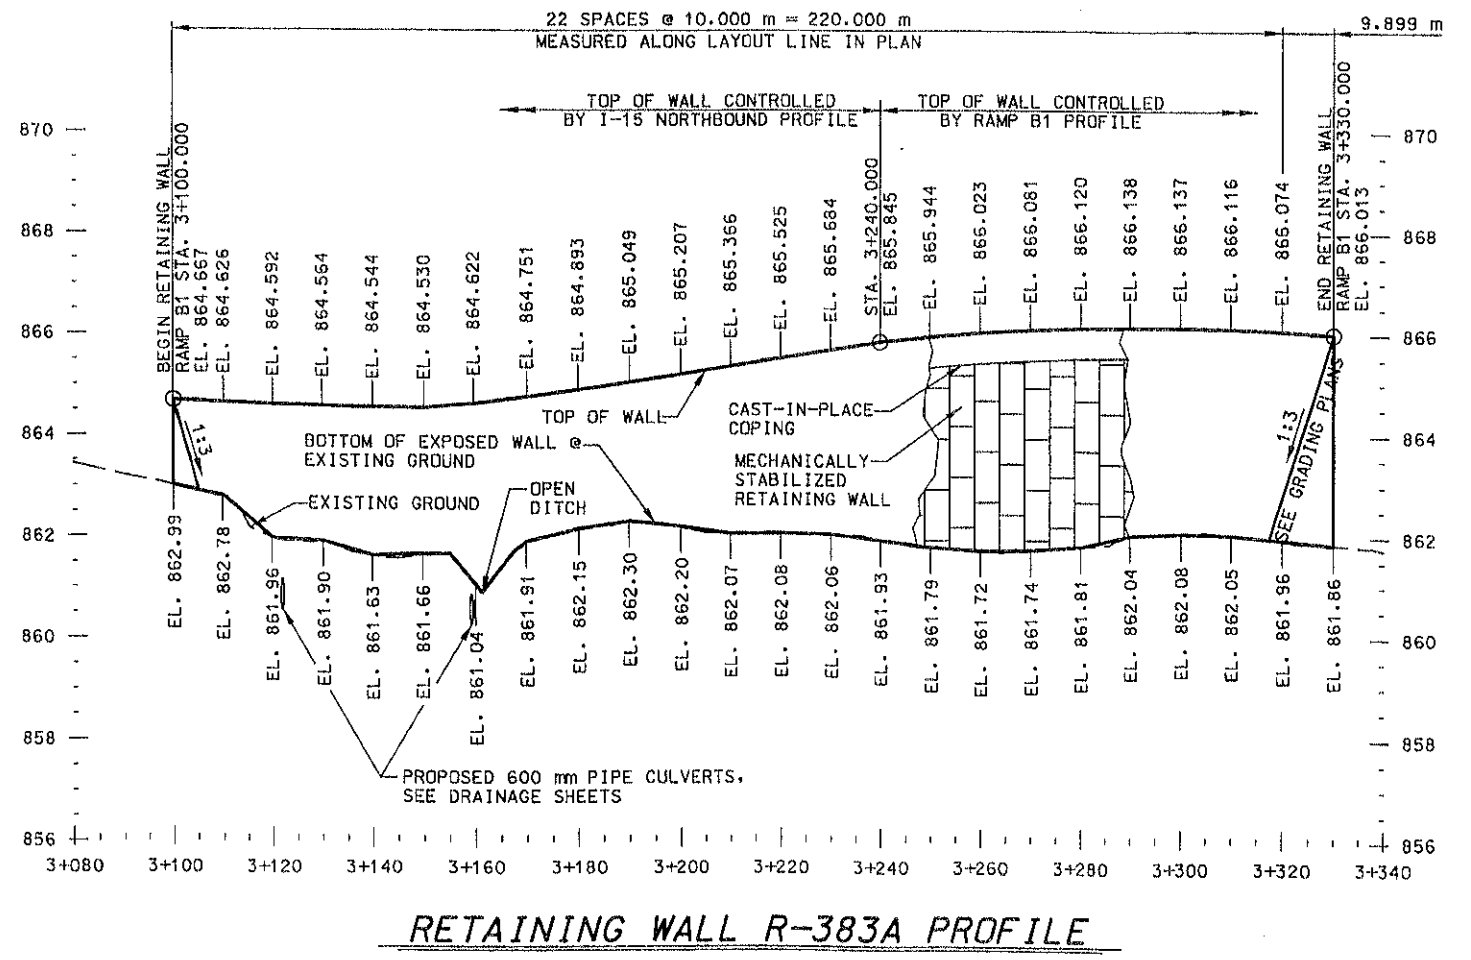 22 SPACES @ 10.000 m = 220.000 m
MEASURED ALONG LAYOUT LINE IN PLAN
9.899 m
TOP OF WALL CONTROLLED
BY I-15 NORTHBOUND PROFILE
TOP OF WALL CONTROLLED
BY RAMP B1 PROFILE
BEGIN RETAINING WALL
RAMP B1 STA. 3+100.000
EL. 864.667
EL. 864.626
EL. 864.592
EL. 864.564
EL. 864.544
EL. 864.530
EL. 864.622
EL. 864.751
EL. 864.893
EL. 865.049
EL. 865.207
EL. 865.366
EL. 865.525
EL. 865.684
STA. 3+240.000
EL. 865.845
EL. 865.944
EL. 866.023
EL. 866.081
EL. 866.120
EL. 866.138
EL. 866.137
EL. 866.116
EL. 866.074
END RETAINING WALL
RAMP B1 STA. 3+330.000
EL. 866.013
870
868
866
864
862
860
858
856
870
868
866
864
862
860
858
856
1:3
TOP OF WALL
BOTTOM OF EXPOSED WALL @
EXISTING GROUND
EXISTING GROUND
OPEN
DITCH
CAST-IN-PLACE
COPING
MECHANICALLY
STABILIZED
RETAINING WALL
1:3
SEE GRADING PLANS
EL. 862.99
EL. 862.78
EL. 861.96
EL. 861.90
EL. 861.63
EL. 861.66
EL. 861.04
EL. 861.91
EL. 862.15
EL. 862.30
EL. 862.20
EL. 862.07
EL. 862.08
EL. 862.06
EL. 861.93
EL. 861.79
EL. 861.72
EL. 861.74
EL. 861.81
EL. 862.04
EL. 862.08
EL. 862.05
EL. 861.96
EL. 861.86
PROPOSED 600 mm PIPE CULVERTS,
SEE DRAINAGE SHEETS
3+080 3+100 3+120 3+140 3+160 3+180 3+200 3+220 3+240 3+260 3+280 3+300 3+320 3+340
RETAINING WALL R-383A PROFILE